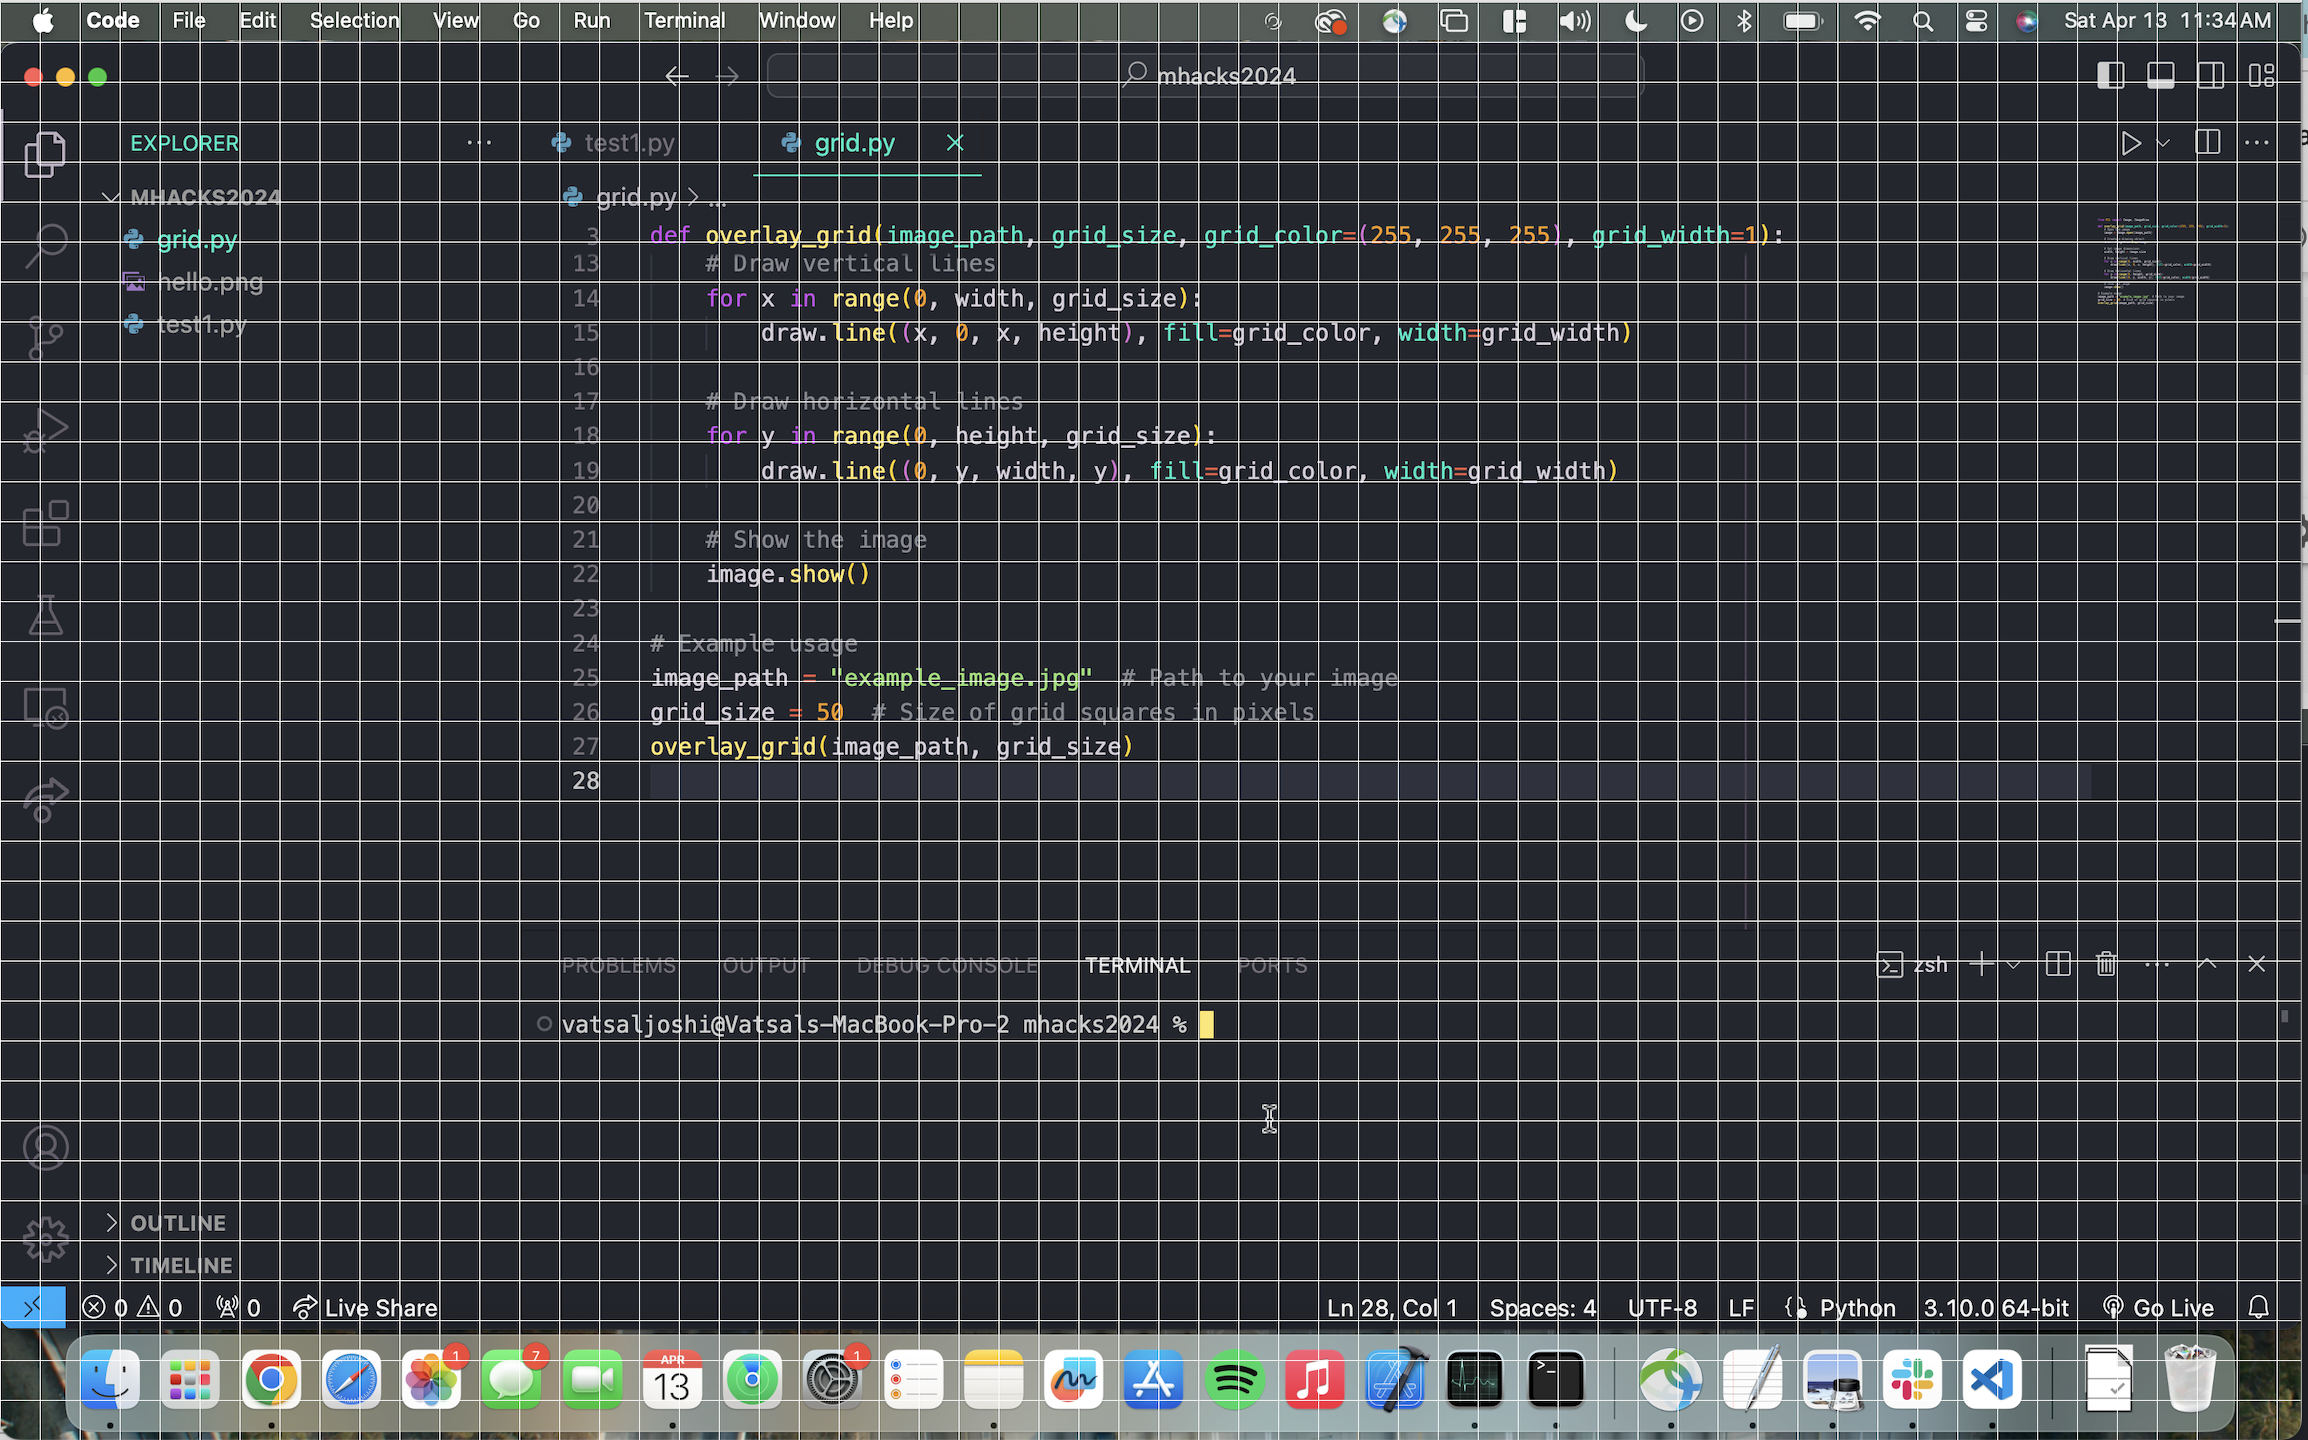 Code File Edit Selection View Go Run Terminal Window Help Sat Apr 13 11:34 AM
mhacks2024
EXPLORER ... test1.py grid.py
MHACKS2024
grid.py
hello.png
test1.py
grid.py > ...
3 def overlay_grid(image_path, grid_size, grid_color=(255, 255, 255), grid_width=1):
13 # Draw vertical lines
14 for x in range(0, width, grid_size):
15 draw.line((x, 0, x, height), fill=grid_color, width=grid_width)
16
17 # Draw horizontal lines
18 for y in range(0, height, grid_size):
19 draw.line((0, y, width, y), fill=grid_color, width=grid_width)
20
21 # Show the image
22 image.show()
23
24 # Example usage
25 image_path = "example_image.jpg" # Path to your image
26 grid_size = 50 # Size of grid squares in pixels
27 overlay_grid(image_path, grid_size)
28
PROBLEMS OUTPUT DEBUG CONSOLE TERMINAL PORTS zsh
vatsaljoshi@Vatsals-MacBook-Pro-2 mhacks2024 %
OUTLINE
TIMELINE
0 0 0 Live Share Ln 28, Col 1 Spaces: 4 UTF-8 LF Python 3.10.0 64-bit Go Live
1 7 APR 13 1